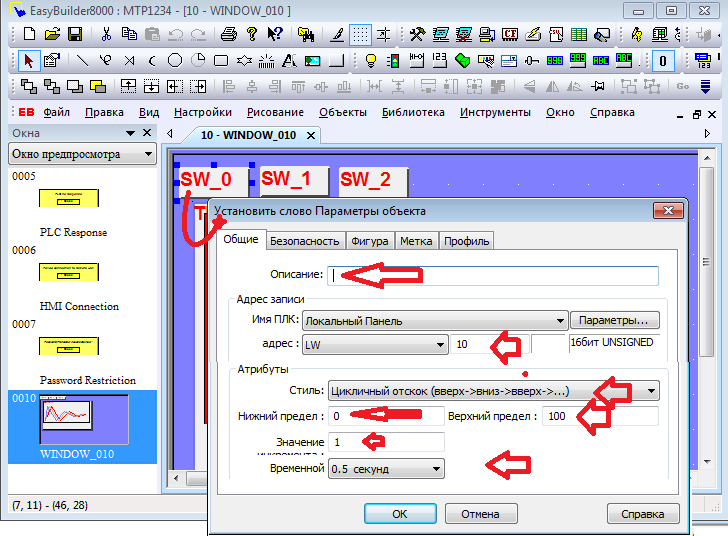 EasyBuilder8000 : MTP1234 - [10 - WINDOW_010 ]
EB Файл Правка Вид Настройки Рисование Объекты Библиотека Инструменты Окно Справка
Окна
10 - WINDOW_010
Окно предпросмотра
0005
PLC Response
0006
HMI Connection
0007
Password Restriction
0010
WINDOW_010
SW_0 SW_1 SW_2
Установить слово Параметры объекта
Общие Безопасность Фигура Метка Профиль
Описание:
Адрес записи
Имя ПЛК: Локальный Панель Параметры...
адрес : LW 10 16бит UNSIGNED
Атрибуты
Стиль: Цикличный отскок (вверх->вниз->вверх->...)
Нижний предел : 0 Верхний предел : 100
Значение 1
Временной 0.5 секунд
OK Отмена Справка
(7, 11) - (46, 28)